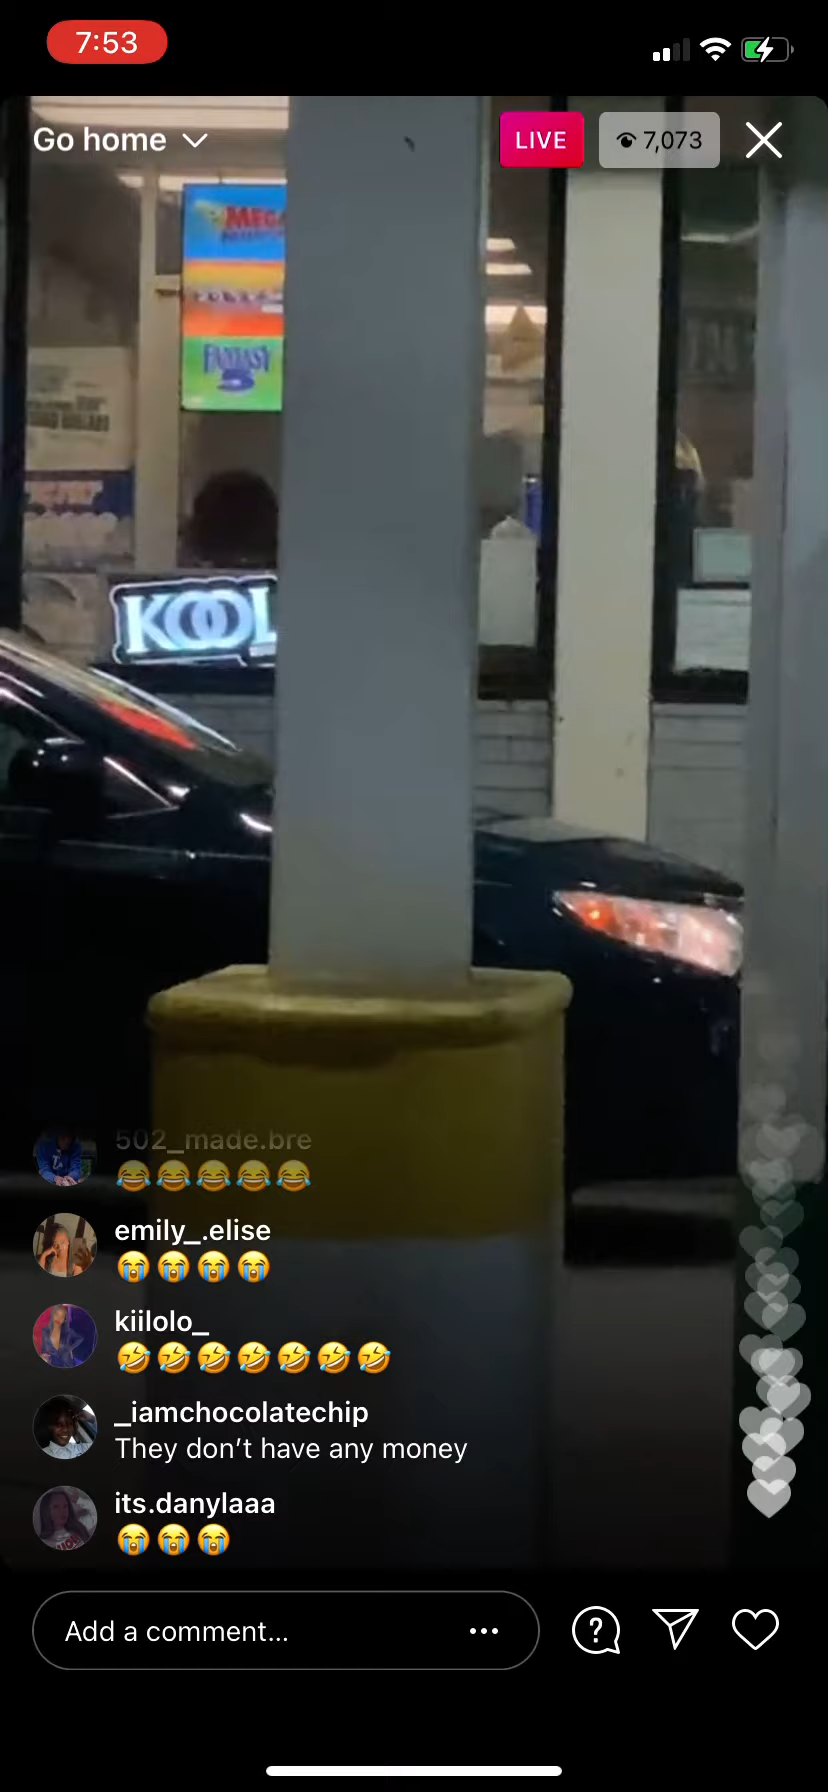 7:53
Go home
LIVE
7,073
MEGA
FANTASY
5
KOOL
502_made.bre
😂😂😂😂😂
emily_.elise
😭😭😭😭
kiilolo_
🤣🤣🤣🤣🤣🤣🤣
_iamchocolatechip
They don’t have any money
its.danylaaa
😭😭😭
Add a comment...